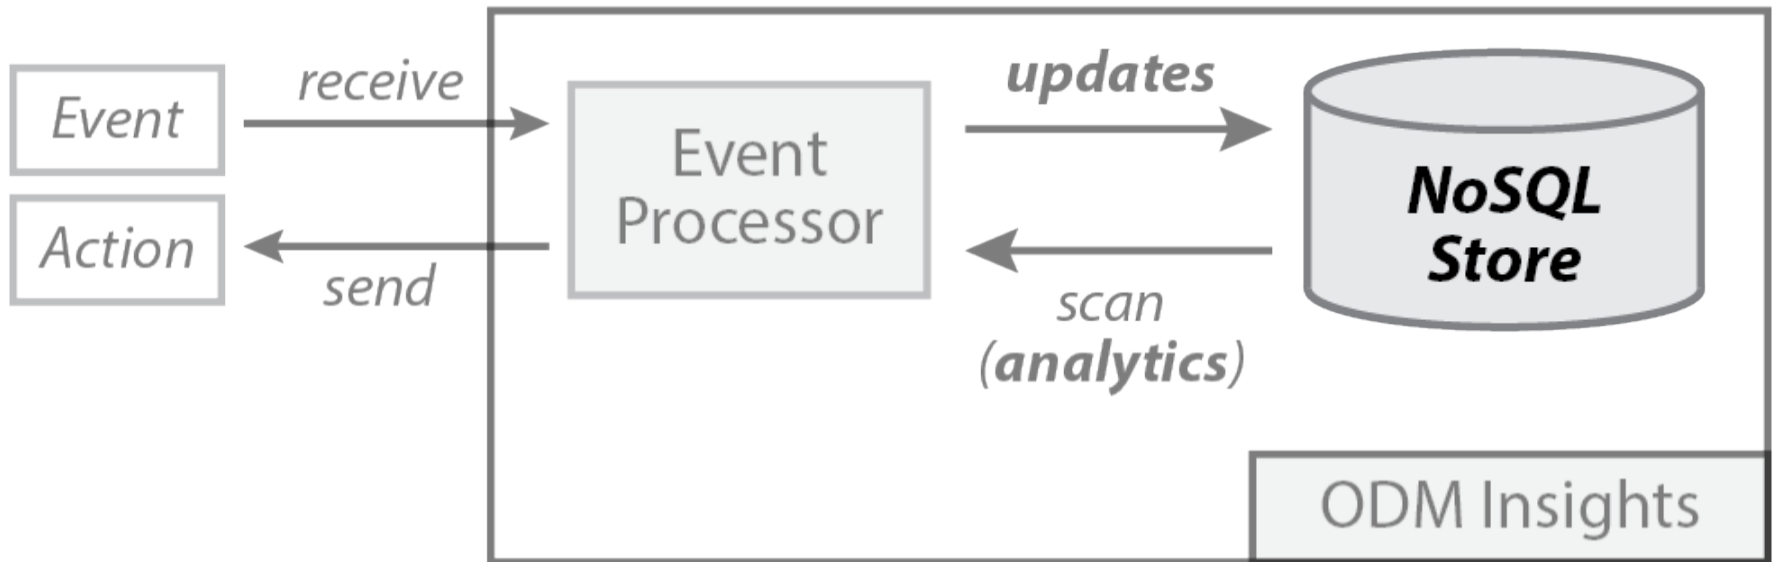 Event
receive
Action
send
Event
Processor
updates
scan
(analytics)
NoSQL
Store
ODM Insights